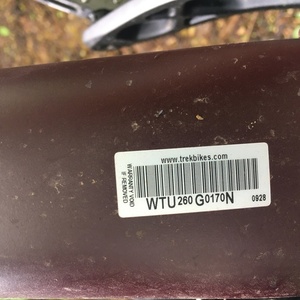 www.trekbikes.com
WARRANTY VOID
IF REMOVED
WTU260G0170N
0928